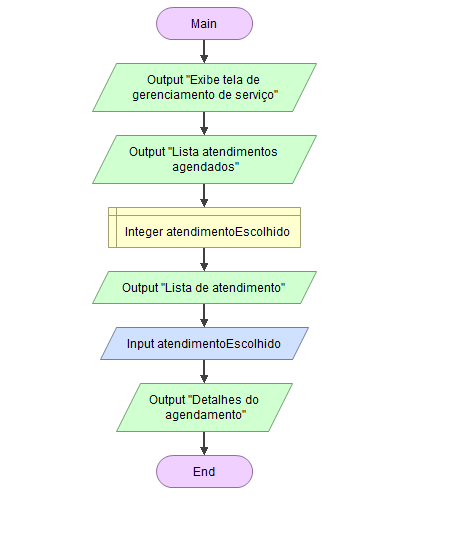 Main
Output "Exibe tela de
gerenciamento de serviço"
Output "Lista atendimentos
agendados"
Integer atendimentoEscolhido
Output "Lista de atendimento"
Input atendimentoEscolhido
Output "Detalhes do
agendamento"
End